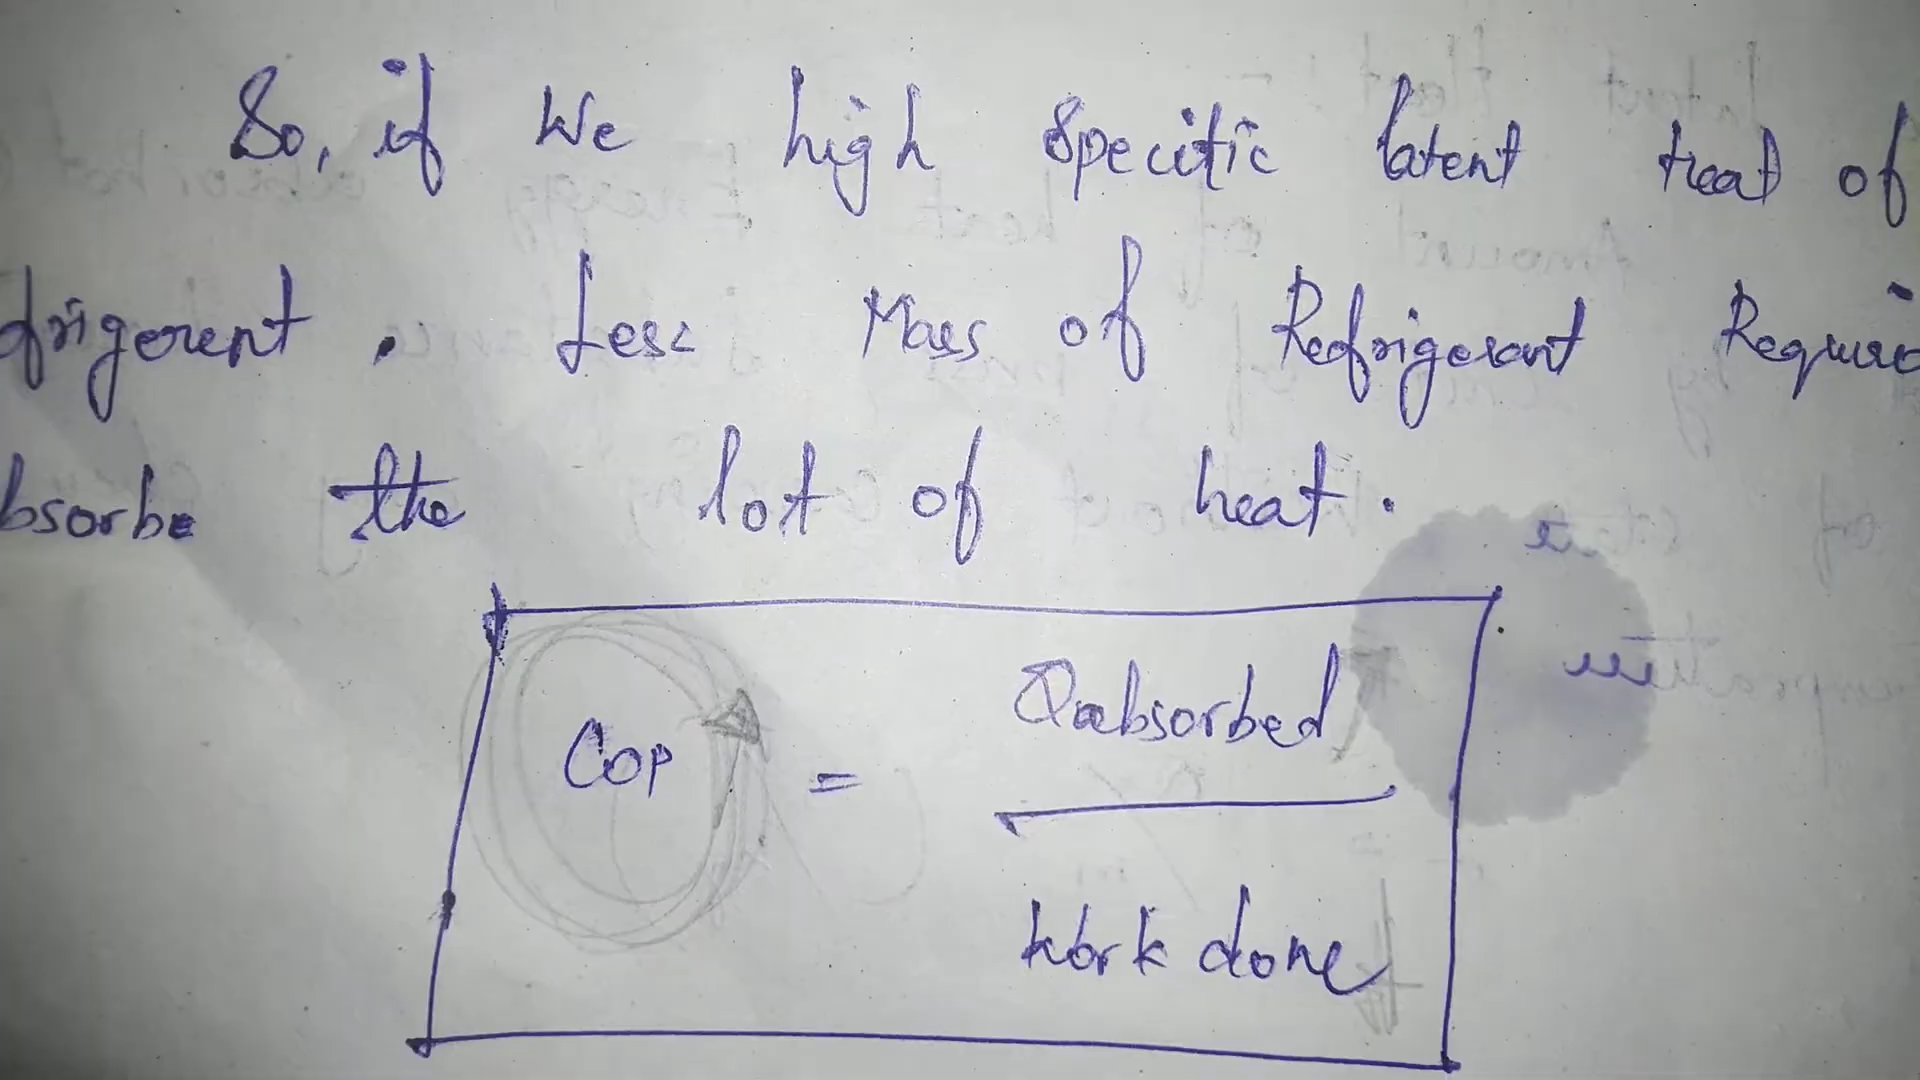 So, if we high specific latent heat of
frigerent. Less Mass of Refrigerant Require
bsorbe the lot of heat.
Cop = Qabsorbed
Work done